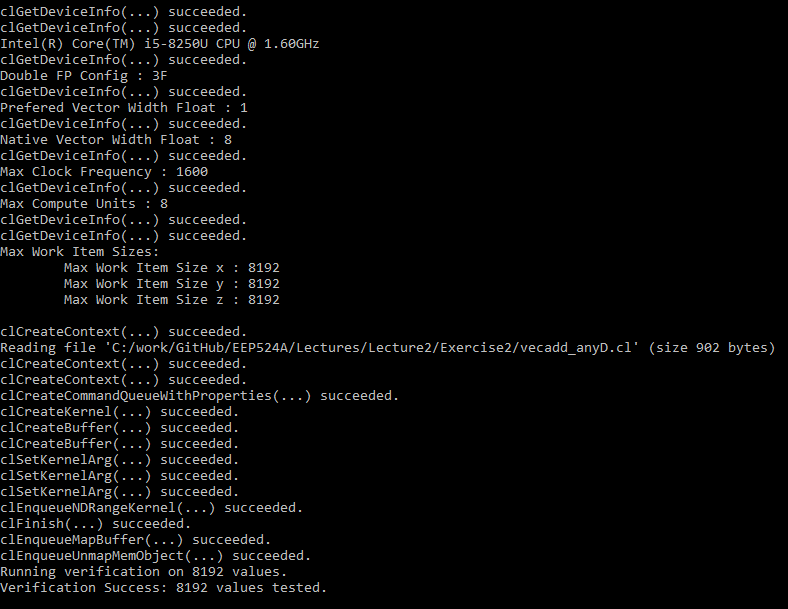 clGetDeviceInfo(...) succeeded.
clGetDeviceInfo(...) succeeded.
Intel(R) Core(TM) i5-8250U CPU @ 1.60GHz
clGetDeviceInfo(...) succeeded.
Double FP Config : 3F
clGetDeviceInfo(...) succeeded.
Prefered Vector Width Float : 1
clGetDeviceInfo(...) succeeded.
Native Vector Width Float : 8
clGetDeviceInfo(...) succeeded.
Max Clock Frequency : 1600
clGetDeviceInfo(...) succeeded.
Max Compute Units : 8
clGetDeviceInfo(...) succeeded.
clGetDeviceInfo(...) succeeded.
Max Work Item Sizes:
        Max Work Item Size x : 8192
        Max Work Item Size y : 8192
        Max Work Item Size z : 8192

clCreateContext(...) succeeded.
Reading file 'C:/work/GitHub/EEP524A/Lectures/Lecture2/Exercise2/vecadd_anyD.cl' (size 902 bytes)
clCreateContext(...) succeeded.
clCreateContext(...) succeeded.
clCreateCommandQueueWithProperties(...) succeeded.
clCreateKernel(...) succeeded.
clCreateBuffer(...) succeeded.
clCreateBuffer(...) succeeded.
clSetKernelArg(...) succeeded.
clSetKernelArg(...) succeeded.
clSetKernelArg(...) succeeded.
clEnqueueNDRangeKernel(...) succeeded.
clFinish(...) succeeded.
clEnqueueMapBuffer(...) succeeded.
clEnqueueUnmapMemObject(...) succeeded.
Running verification on 8192 values.
Verification Success: 8192 values tested.